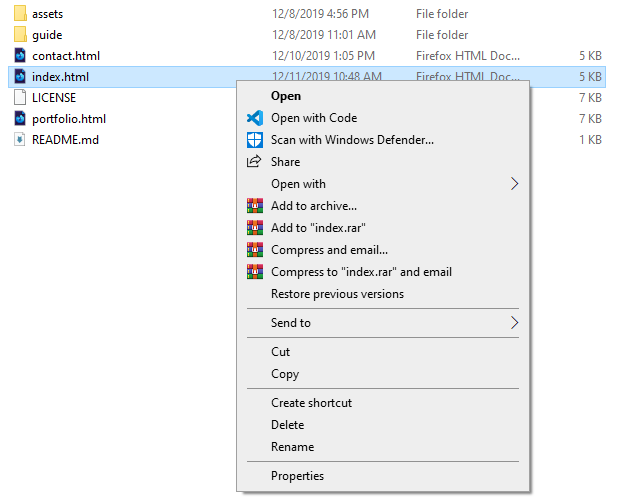 assets 12/8/2019 4:56 PM File folder
guide 12/8/2019 11:01 AM File folder
contact.html 12/10/2019 1:05 PM Firefox HTML Doc... 5 KB
index.html 12/11/2019 10:48 AM Firefox HTML Doc... 5 KB
LICENSE 7 KB
portfolio.html 7 KB
README.md 1 KB
Open
Open with Code
Scan with Windows Defender...
Share
Open with
Add to archive...
Add to "index.rar"
Compress and email...
Compress to "index.rar" and email
Restore previous versions
Send to
Cut
Copy
Create shortcut
Delete
Rename
Properties